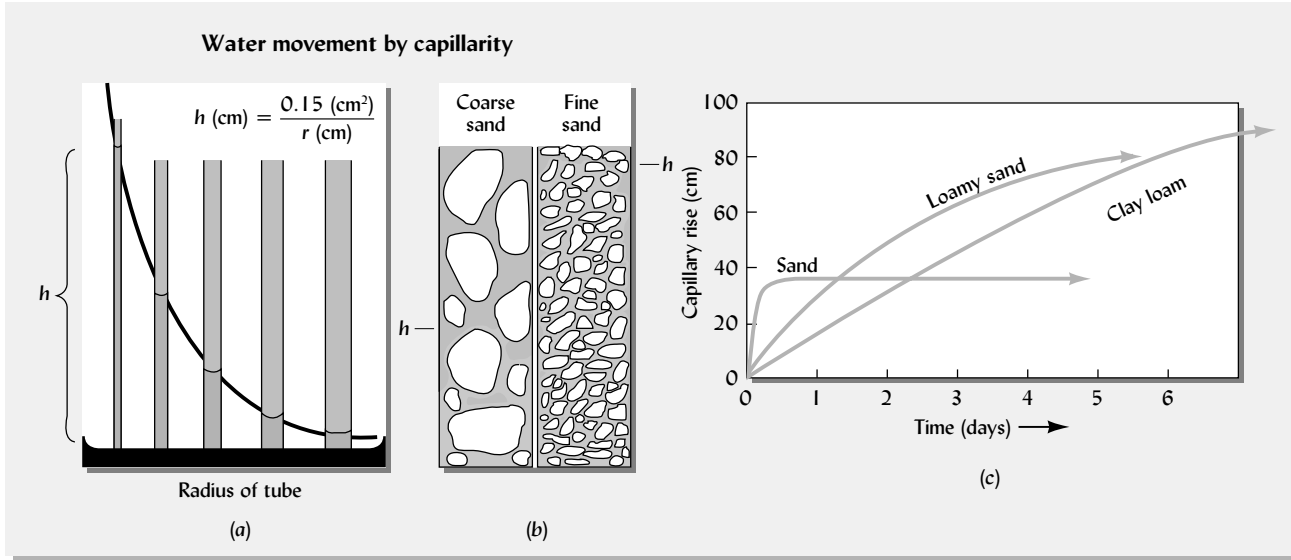 Water movement by capillarity
h (cm) = 0.15 (cm²) / r (cm)
h
Radius of tube
(a)
Coarse sand
Fine sand
h
h
(b)
100
80
60
40
20
0
Capillary rise (cm)
Loamy sand
Clay loam
Sand
0 1 2 3 4 5 6
Time (days)
(c)